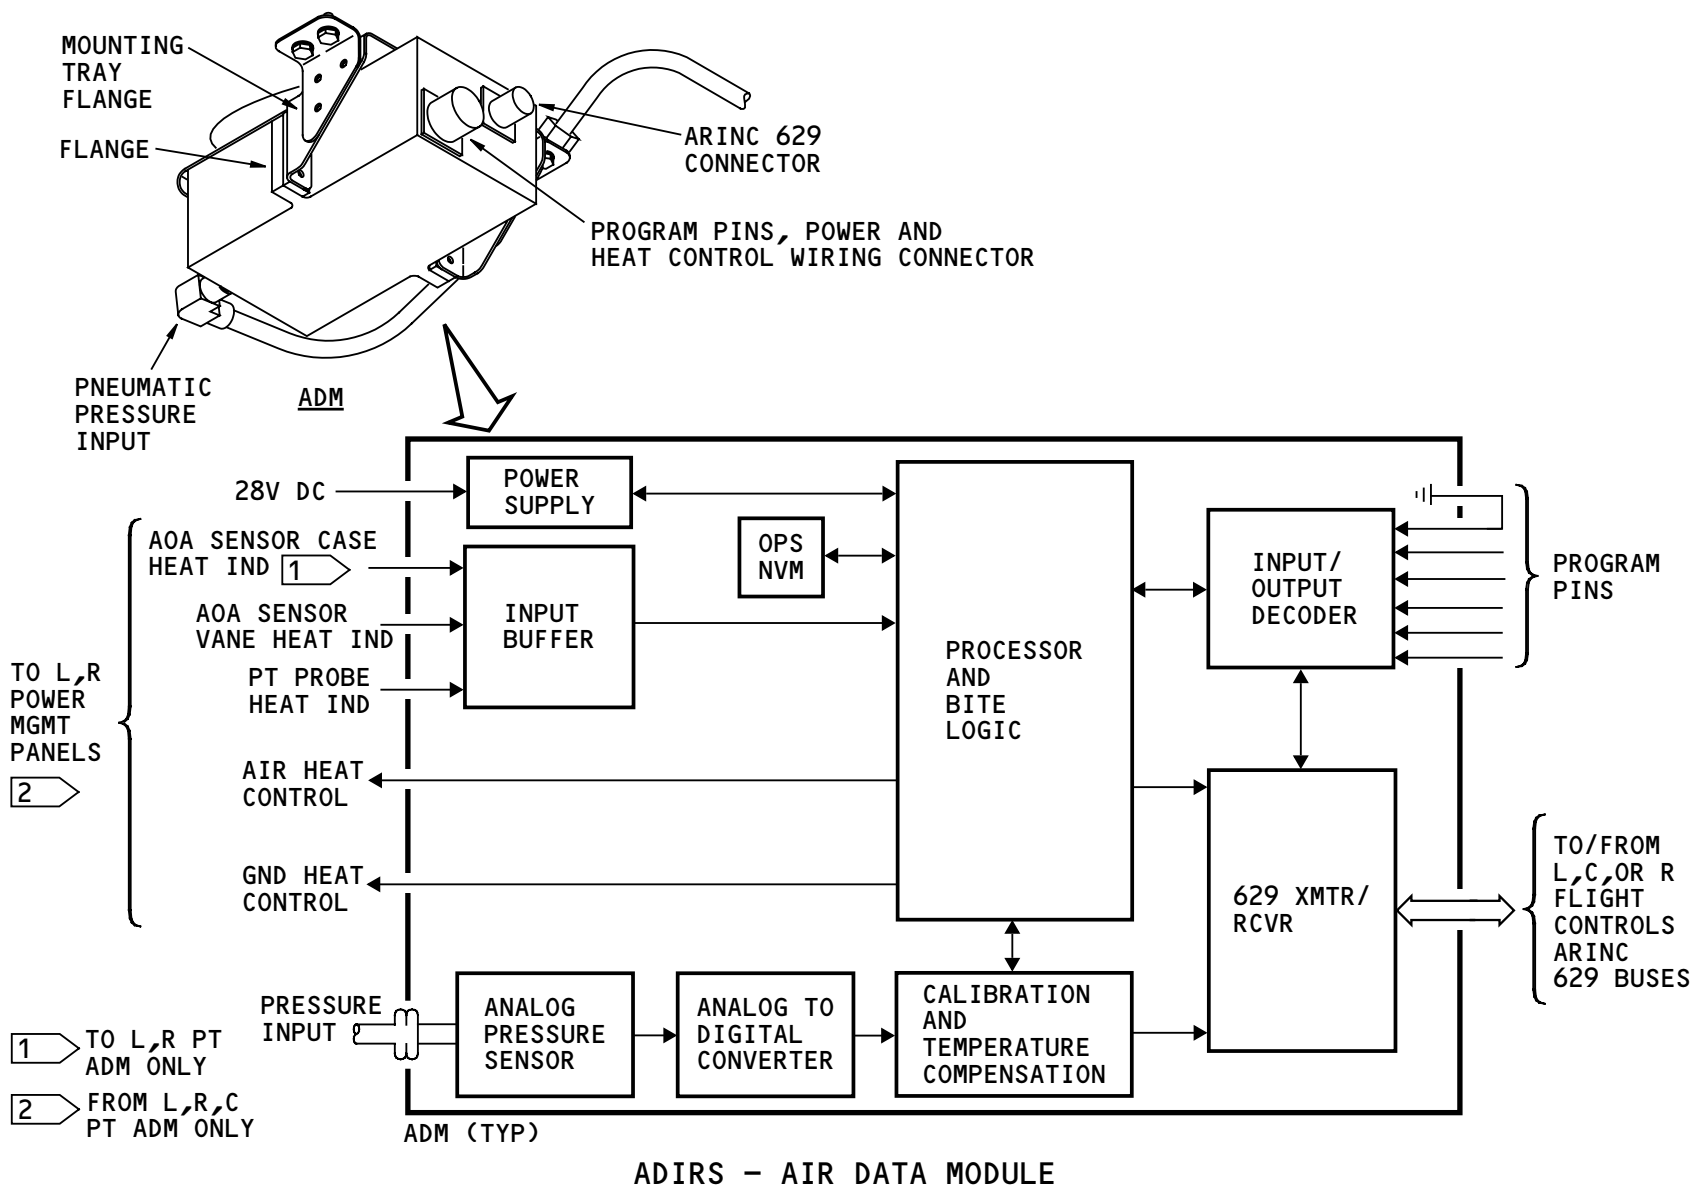 MOUNTING
TRAY
FLANGE
FLANGE
ARINC 629
CONNECTOR
PROGRAM PINS, POWER AND
HEAT CONTROL WIRING CONNECTOR
PNEUMATIC
PRESSURE
INPUT
ADM
28V DC
POWER
SUPPLY
AOA SENSOR CASE
HEAT IND 1
AOA SENSOR
VANE HEAT IND
PT PROBE
HEAT IND
INPUT
BUFFER
OPS
NVM
PROCESSOR
AND
BITE
LOGIC
INPUT/
OUTPUT
DECODER
PROGRAM
PINS
TO L,R
POWER
MGMT
PANELS
2
AIR HEAT
CONTROL
GND HEAT
CONTROL
629 XMTR/
RCVR
TO/FROM
L,C,OR R
FLIGHT
CONTROLS
ARINC
629 BUSES
PRESSURE
INPUT
ANALOG
PRESSURE
SENSOR
ANALOG TO
DIGITAL
CONVERTER
CALIBRATION
AND
TEMPERATURE
COMPENSATION
1 TO L,R PT
ADM ONLY
2 FROM L,R,C
PT ADM ONLY
ADM (TYP)
ADIRS – AIR DATA MODULE